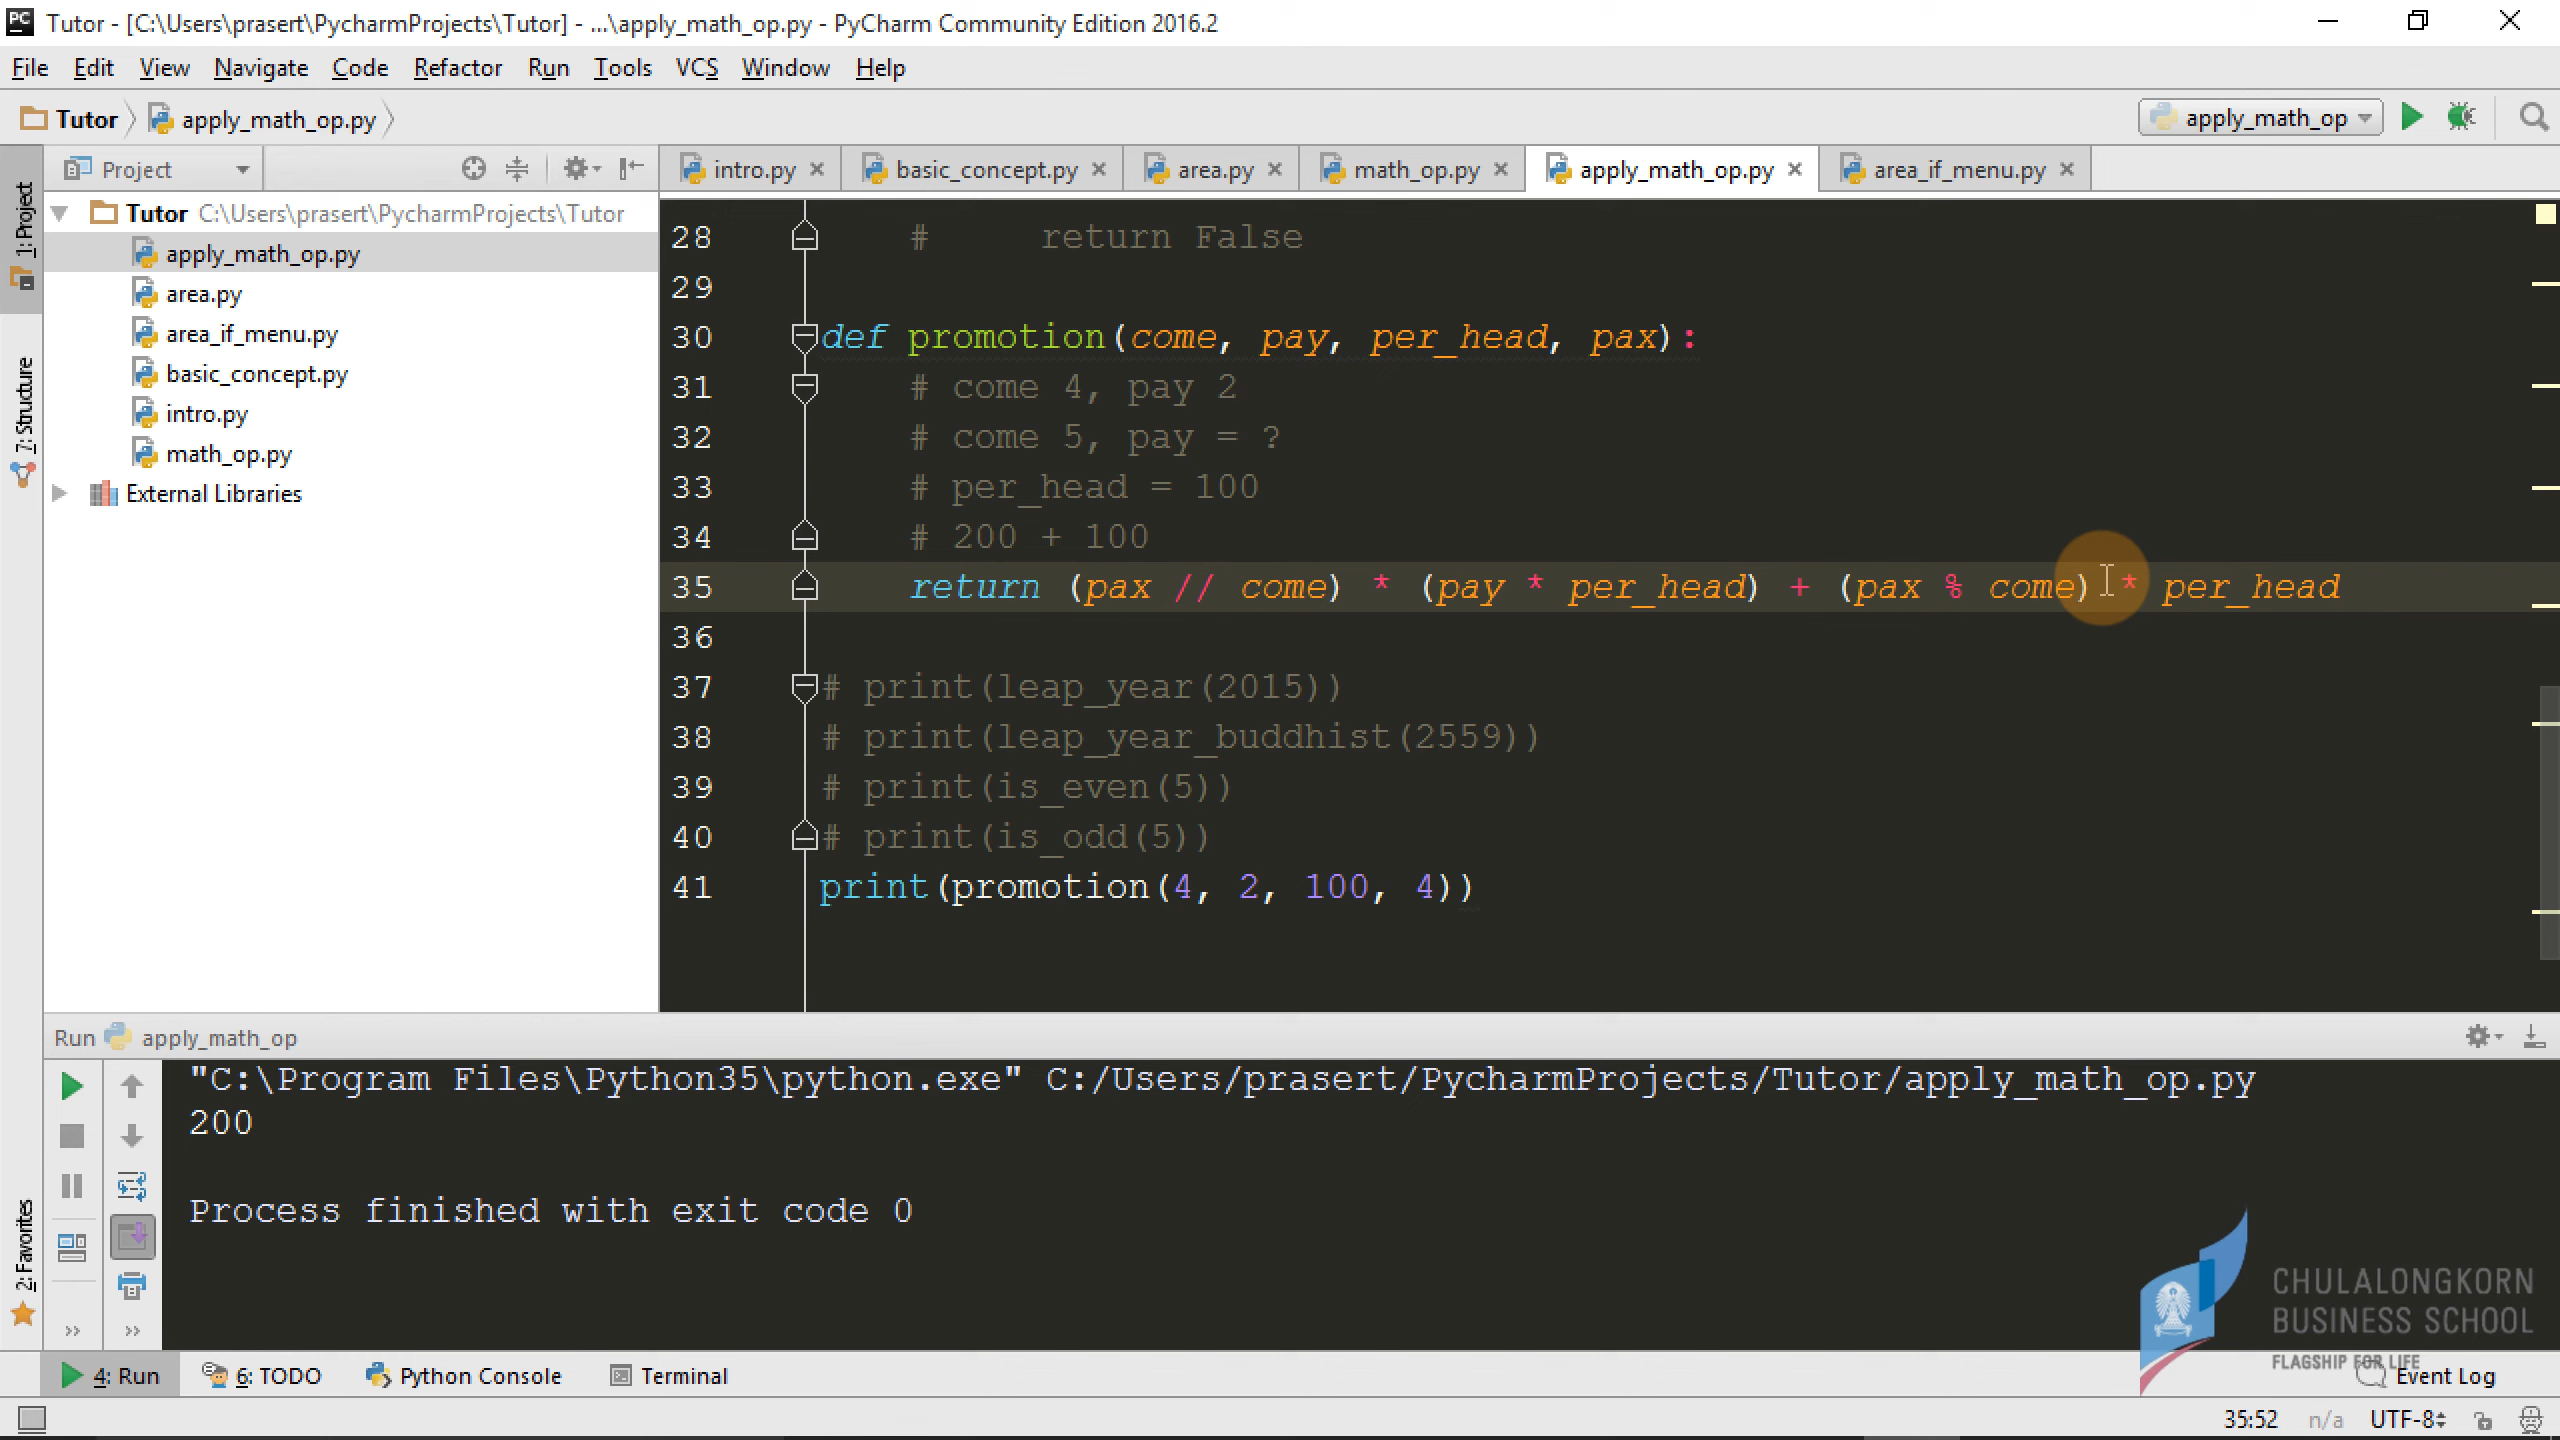 Tutor - [C:\Users\prasert\PycharmProjects\Tutor] - ...\apply_math_op.py - PyCharm Community Edition 2016.2
File Edit View Navigate Code Refactor Run Tools VCS Window Help
Tutor apply_math_op.py apply_math_op
Project intro.py basic_concept.py area.py math_op.py apply_math_op.py area_if_menu.py
1: Project
7: Structure
2: Favorites
Tutor C:\Users\prasert\PycharmProjects\Tutor
apply_math_op.py
area.py
area_if_menu.py
basic_concept.py
intro.py
math_op.py
External Libraries
28 #     return False
29
30 def promotion(come, pay, per_head, pax):
31 # come 4, pay 2
32 # come 5, pay = ?
33 # per_head = 100
34 # 200 + 100
35 return (pax // come) * (pay * per_head) + (pax % come) * per_head
36
37 # print(leap_year(2015))
38 # print(leap_year_buddhist(2559))
39 # print(is_even(5))
40 # print(is_odd(5))
41 print(promotion(4, 2, 100, 4))
Run apply_math_op
"C:\Program Files\Python35\python.exe" C:/Users/prasert/PycharmProjects/Tutor/apply_math_op.py
200
Process finished with exit code 0
CHULALONGKORN
BUSINESS SCHOOL
FLAGSHIP FOR LIFE
4: Run 6: TODO Python Console Terminal Event Log
35:52 n/a UTF-8